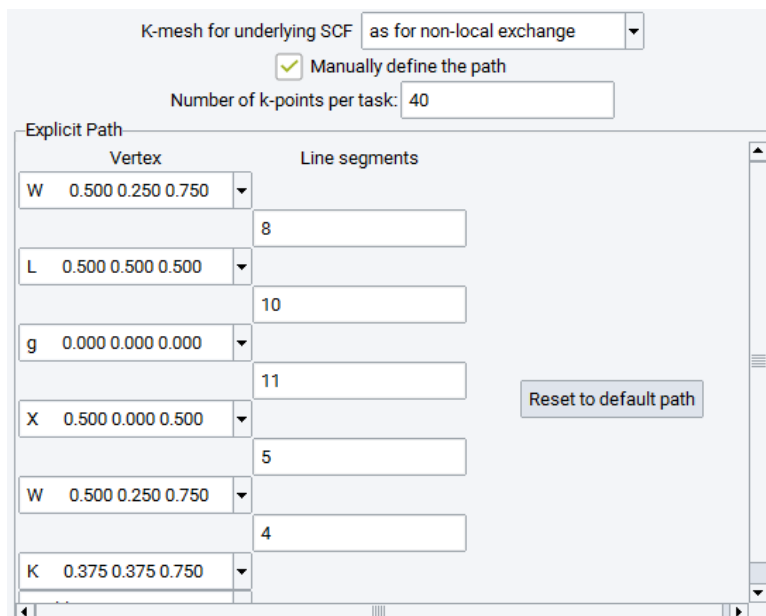 K-mesh for underlying SCF as for non-local exchange
Manually define the path
Number of k-points per task: 40
Explicit Path
Vertex Line segments
W 0.500 0.250 0.750
8
L 0.500 0.500 0.500
10
g 0.000 0.000 0.000
11
Reset to default path
X 0.500 0.000 0.500
5
W 0.500 0.250 0.750
4
K 0.375 0.375 0.750